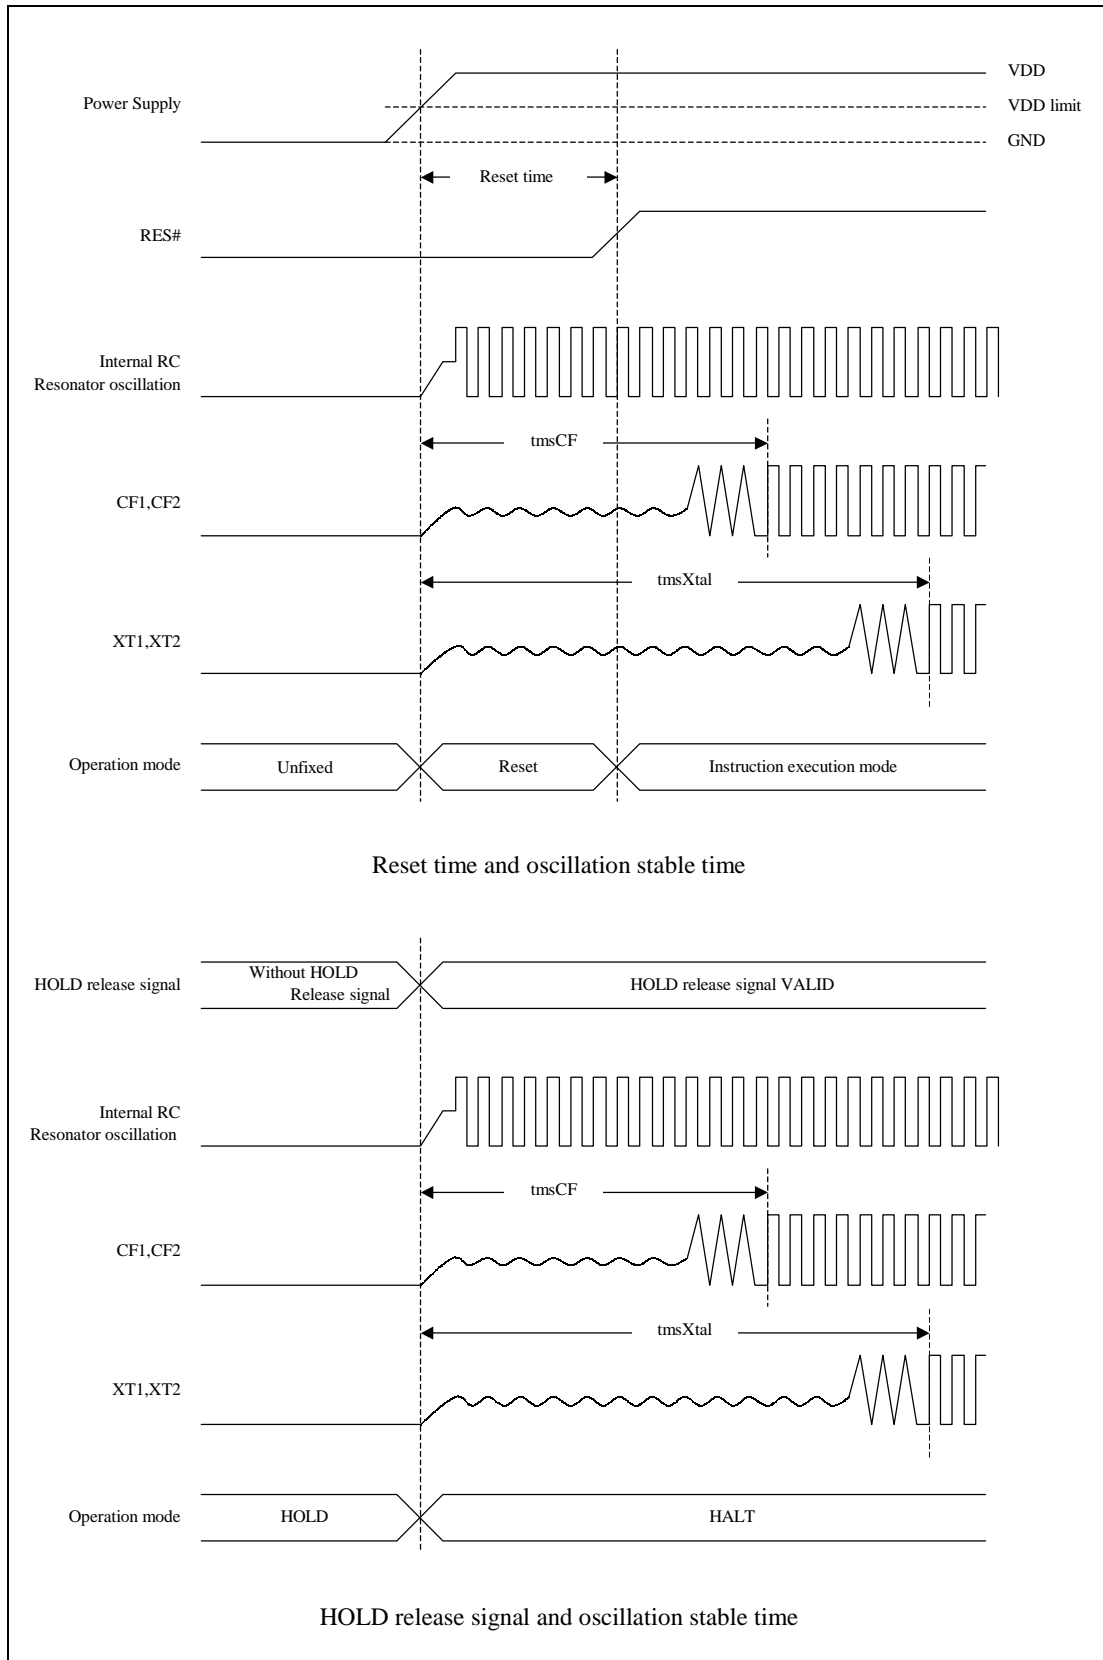 VDD
Power Supply
VDD limit
GND
Reset time
RES#
Internal RC
Resonator oscillation
tmsCF
CF1,CF2
tmsXtal
XT1,XT2
Operation mode
Unfixed
Reset
Instruction execution mode
Reset time and oscillation stable time
HOLD release signal
Without HOLD
Release signal
HOLD release signal VALID
Internal RC
Resonator oscillation
tmsCF
CF1,CF2
tmsXtal
XT1,XT2
Operation mode
HOLD
HALT
HOLD release signal and oscillation stable time